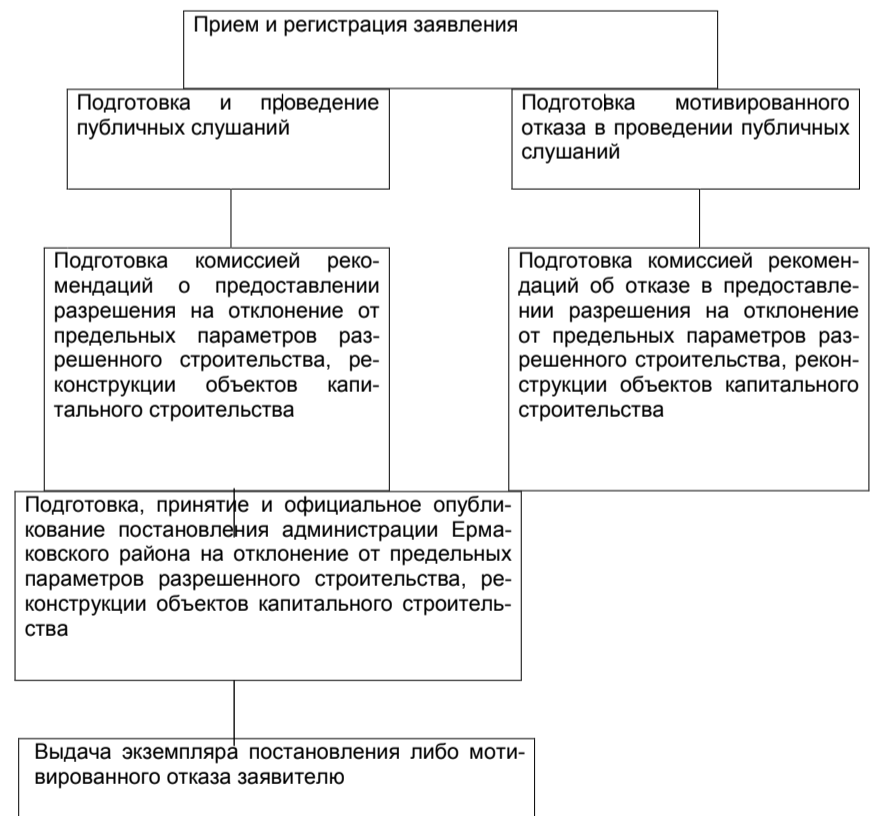 Прием и регистрация заявления
Подготовка и проведение
публичных слушаний
Подготовка мотивированного
отказа в проведении публичных
слушаний
Подготовка комиссией реко-
мендаций о предоставлении
разрешения на отклонение от
предельных параметров раз-
решенного строительства, ре-
конструкции объектов капи-
тального строительства
Подготовка комиссией рекомен-
даций об отказе в предоставле-
нии разрешения на отклонение
от предельных параметров раз-
решенного строительства, рекон-
струкции объектов капитального
строительства
Подготовка, принятие и официальное опубли-
кование постановления администрации Ерма-
ковского района на отклонение от предельных
параметров разрешенного строительства, ре-
конструкции объектов капитального строитель-
ства
Выдача экземпляра постановления либо моти-
вированного отказа заявителю